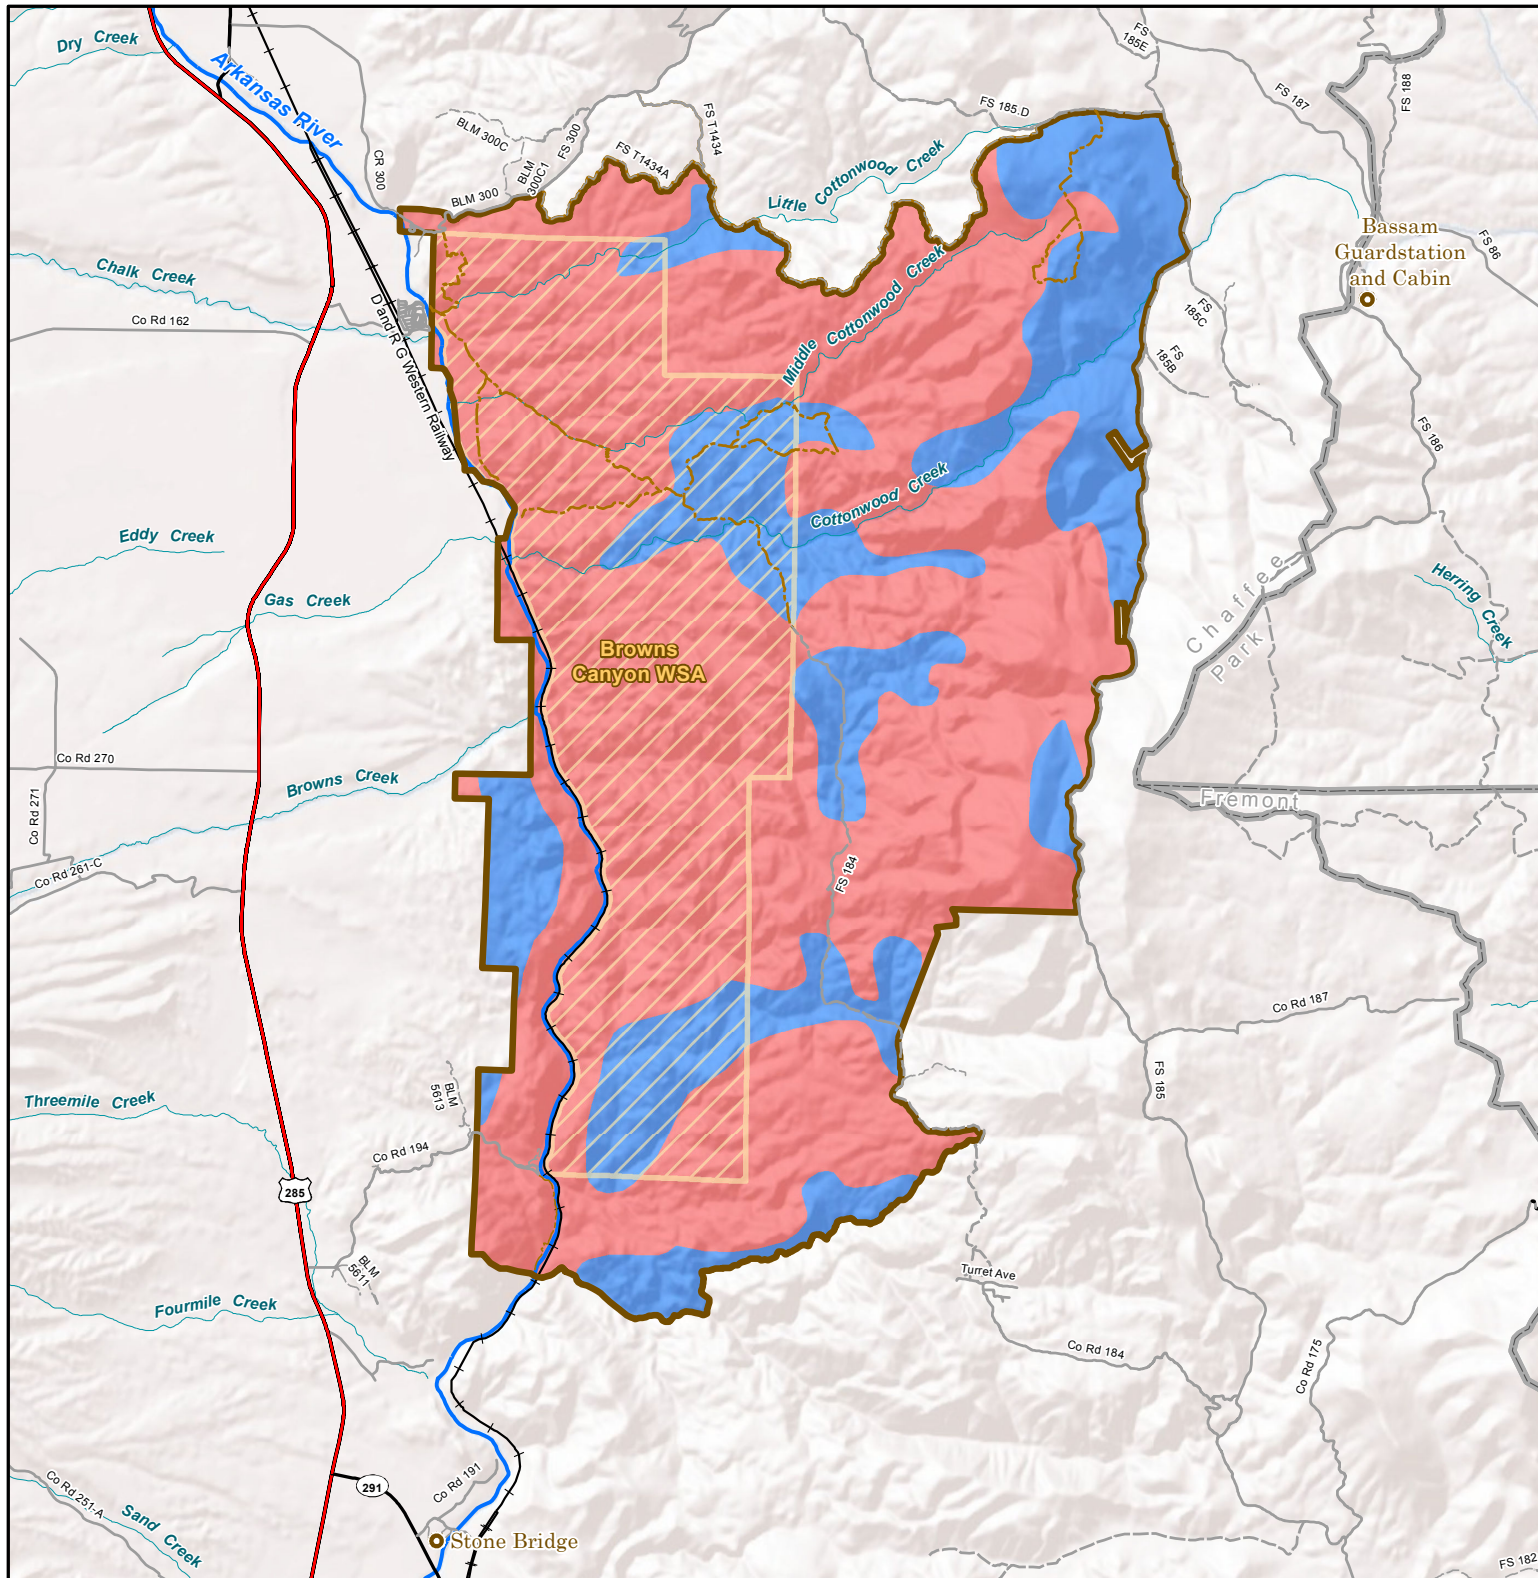 Dry Creek
Arkansas River
FS
185E
FS 187
FS 188
BLM 300C
FS 300
FS T1434
FS 185.D
CR 300
BLM
300C1
FS T1434A
BLM 300
Little Cottonwood Creek
Bassam
Guardstation
and Cabin
FS 86
Chalk Creek
Co Rd 162
D and R G Western Railway
Middle Cottonwood Creek
FS
185C
FS
185B
FS 186
Cottonwood Creek
Eddy Creek
Gas Creek
Herring Creek
Chaffee
Park
Browns
Canyon WSA
Co Rd 270
Browns Creek
Co Rd 271
Fremont
Co Rd 261-C
FS 184
Co Rd 187
Threemile Creek
BLM
5613
FS 185
Co Rd 194
285
BLM
5611
Turret Ave
Fourmile Creek
Co Rd 184
Co Rd 175
Co Rd 191
291
Co Rd 251-A
Sand Creek
Stone Bridge
FS 182